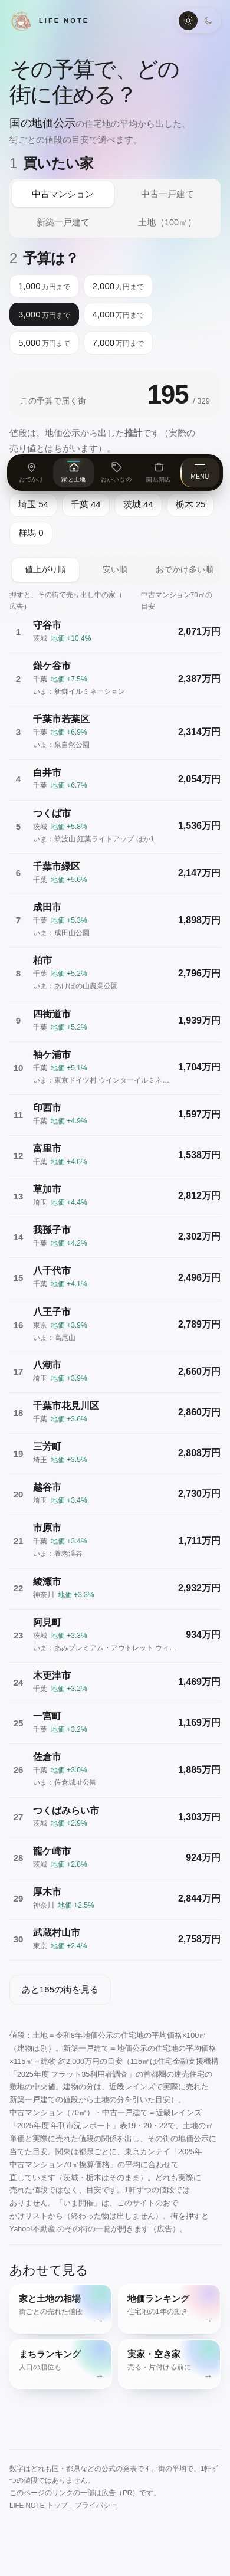 LIFE NOTE
その予算で、どの
街に住める？
国の地価公示の住宅地の平均から出した、
街ごとの値段の目安で選べます。
1 買いたい家
中古マンション
中古一戸建て
新築一戸建て
土地（100㎡）
2 予算は？
1,000万円まで
2,000万円まで
3,000万円まで
4,000万円まで
5,000万円まで
7,000万円まで
この予算で届く街
195 / 329
値段は、地価公示から出した推計です（実際の
売り値とはちがいます）。
おでかけ
家と土地
おかいもの
開店閉店
MENU
埼玉 54
千葉 44
茨城 44
栃木 25
群馬 0
値上がり順
安い順
おでかけ多い順
押すと、その街で売り出し中の家（
広告）
中古マンション70㎡の
目安
1
守谷市
茨城 地価 +10.4%
2,071万円
2
鎌ケ谷市
千葉 地価 +7.5%
いま：新鎌イルミネーション
2,387万円
3
千葉市若葉区
千葉 地価 +6.9%
いま：泉自然公園
2,314万円
4
白井市
千葉 地価 +6.7%
2,054万円
5
つくば市
茨城 地価 +5.8%
いま：筑波山 紅葉ライトアップ ほか1
1,536万円
6
千葉市緑区
千葉 地価 +5.6%
2,147万円
7
成田市
千葉 地価 +5.3%
いま：成田山公園
1,898万円
8
柏市
千葉 地価 +5.2%
いま：あけぼの山農業公園
2,796万円
9
四街道市
千葉 地価 +5.2%
1,939万円
10
袖ケ浦市
千葉 地価 +5.1%
いま：東京ドイツ村 ウインターイルミネ…
1,704万円
11
印西市
千葉 地価 +4.9%
1,597万円
12
富里市
千葉 地価 +4.6%
1,538万円
13
草加市
埼玉 地価 +4.4%
2,812万円
14
我孫子市
千葉 地価 +4.2%
2,302万円
15
八千代市
千葉 地価 +4.1%
2,496万円
16
八王子市
東京 地価 +3.9%
いま：高尾山
2,789万円
17
八潮市
埼玉 地価 +3.9%
2,660万円
18
千葉市花見川区
千葉 地価 +3.6%
2,860万円
19
三芳町
埼玉 地価 +3.5%
2,808万円
20
越谷市
埼玉 地価 +3.4%
2,730万円
21
市原市
千葉 地価 +3.4%
いま：養老渓谷
1,711万円
22
綾瀬市
神奈川 地価 +3.3%
2,932万円
23
阿見町
茨城 地価 +3.3%
いま：あみプレミアム・アウトレット ウィ…
934万円
24
木更津市
千葉 地価 +3.2%
1,469万円
25
一宮町
千葉 地価 +3.2%
1,169万円
26
佐倉市
千葉 地価 +3.0%
いま：佐倉城址公園
1,885万円
27
つくばみらい市
茨城 地価 +2.9%
1,303万円
28
龍ケ崎市
茨城 地価 +2.8%
924万円
29
厚木市
神奈川 地価 +2.5%
2,844万円
30
武蔵村山市
東京 地価 +2.4%
2,758万円
あと165の街を見る
値段：土地＝令和8年地価公示の住宅地の平均価格×100㎡
（建物は別）。新築一戸建て＝地価公示の住宅地の平均価格
×115㎡＋建物 約2,000万円の目安（115㎡は住宅金融支援機構
「2025年度 フラット35利用者調査」の首都圏の建売住宅の
敷地の中央値。建物の分は、近畿レインズで実際に売れた
新築一戸建ての値段から土地の分を引いた目安）。
中古マンション（70㎡）・中古一戸建て＝近畿レインズ
「2025年度 年刊市況レポート」表19・20・22で、土地の㎡
単価と実際に売れた値段の関係を出し、その街の地価公示に
当てた目安。関東は都県ごとに、東京カンテイ「2025年
中古マンション70㎡換算価格」の平均に合わせて
直しています（茨城・栃木はそのまま）。どれも実際に
売れた値段ではなく、目安です。1軒ずつの値段では
ありません。「いま開催」は、このサイトのおで
かけリストから（終わった物は出しません）。街を押すと
Yahoo!不動産 のその街の一覧が開きます（広告）。
あわせて見る
家と土地の相場
街ごとの売れた値段
→
地価ランキング
住宅地の1年の動き
→
まちランキング
人口の順位も
→
実家・空き家
売る・片付ける前に
→
数字はどれも国・都県などの公式の発表です。街の平均で、1軒ず
つの値段ではありません。
このページのリンクの一部は広告（PR）です。
LIFE NOTE トップ プライバシー